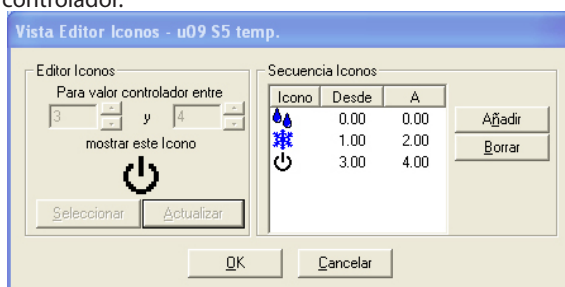 controlador.
Vista Editor Iconos - u09 S5 temp.
Editor Iconos
Para valor controlador entre
3 y 4
mostrar este Icono
Seleccionar Actualizar
Secuencia Iconos
Icono Desde A
0.00 0.00
1.00 2.00
3.00 4.00
Añadir
Borrar
OK Cancelar